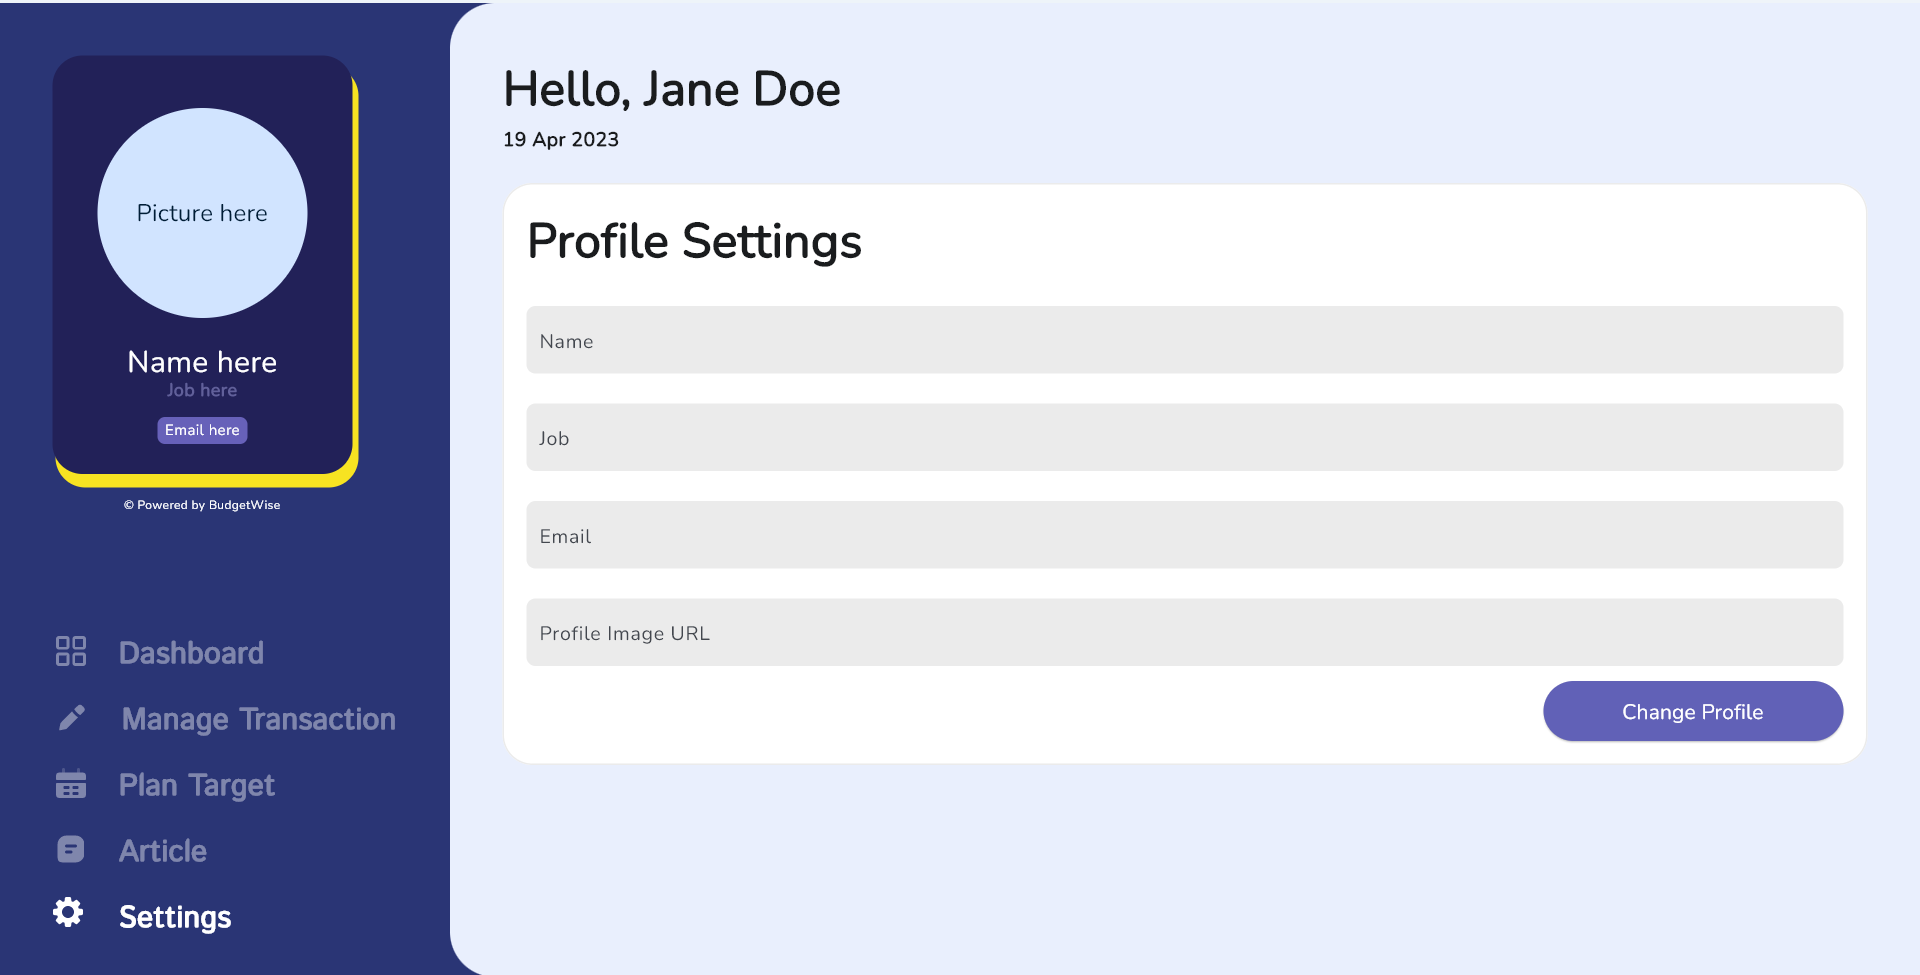 Picture here
Name here
Job here
Email here
© Powered by BudgetWise
Dashboard
Manage Transaction
Plan Target
Article
Settings
Hello, Jane Doe
19 Apr 2023
Profile Settings
Name
Job
Email
Profile Image URL
Change Profile